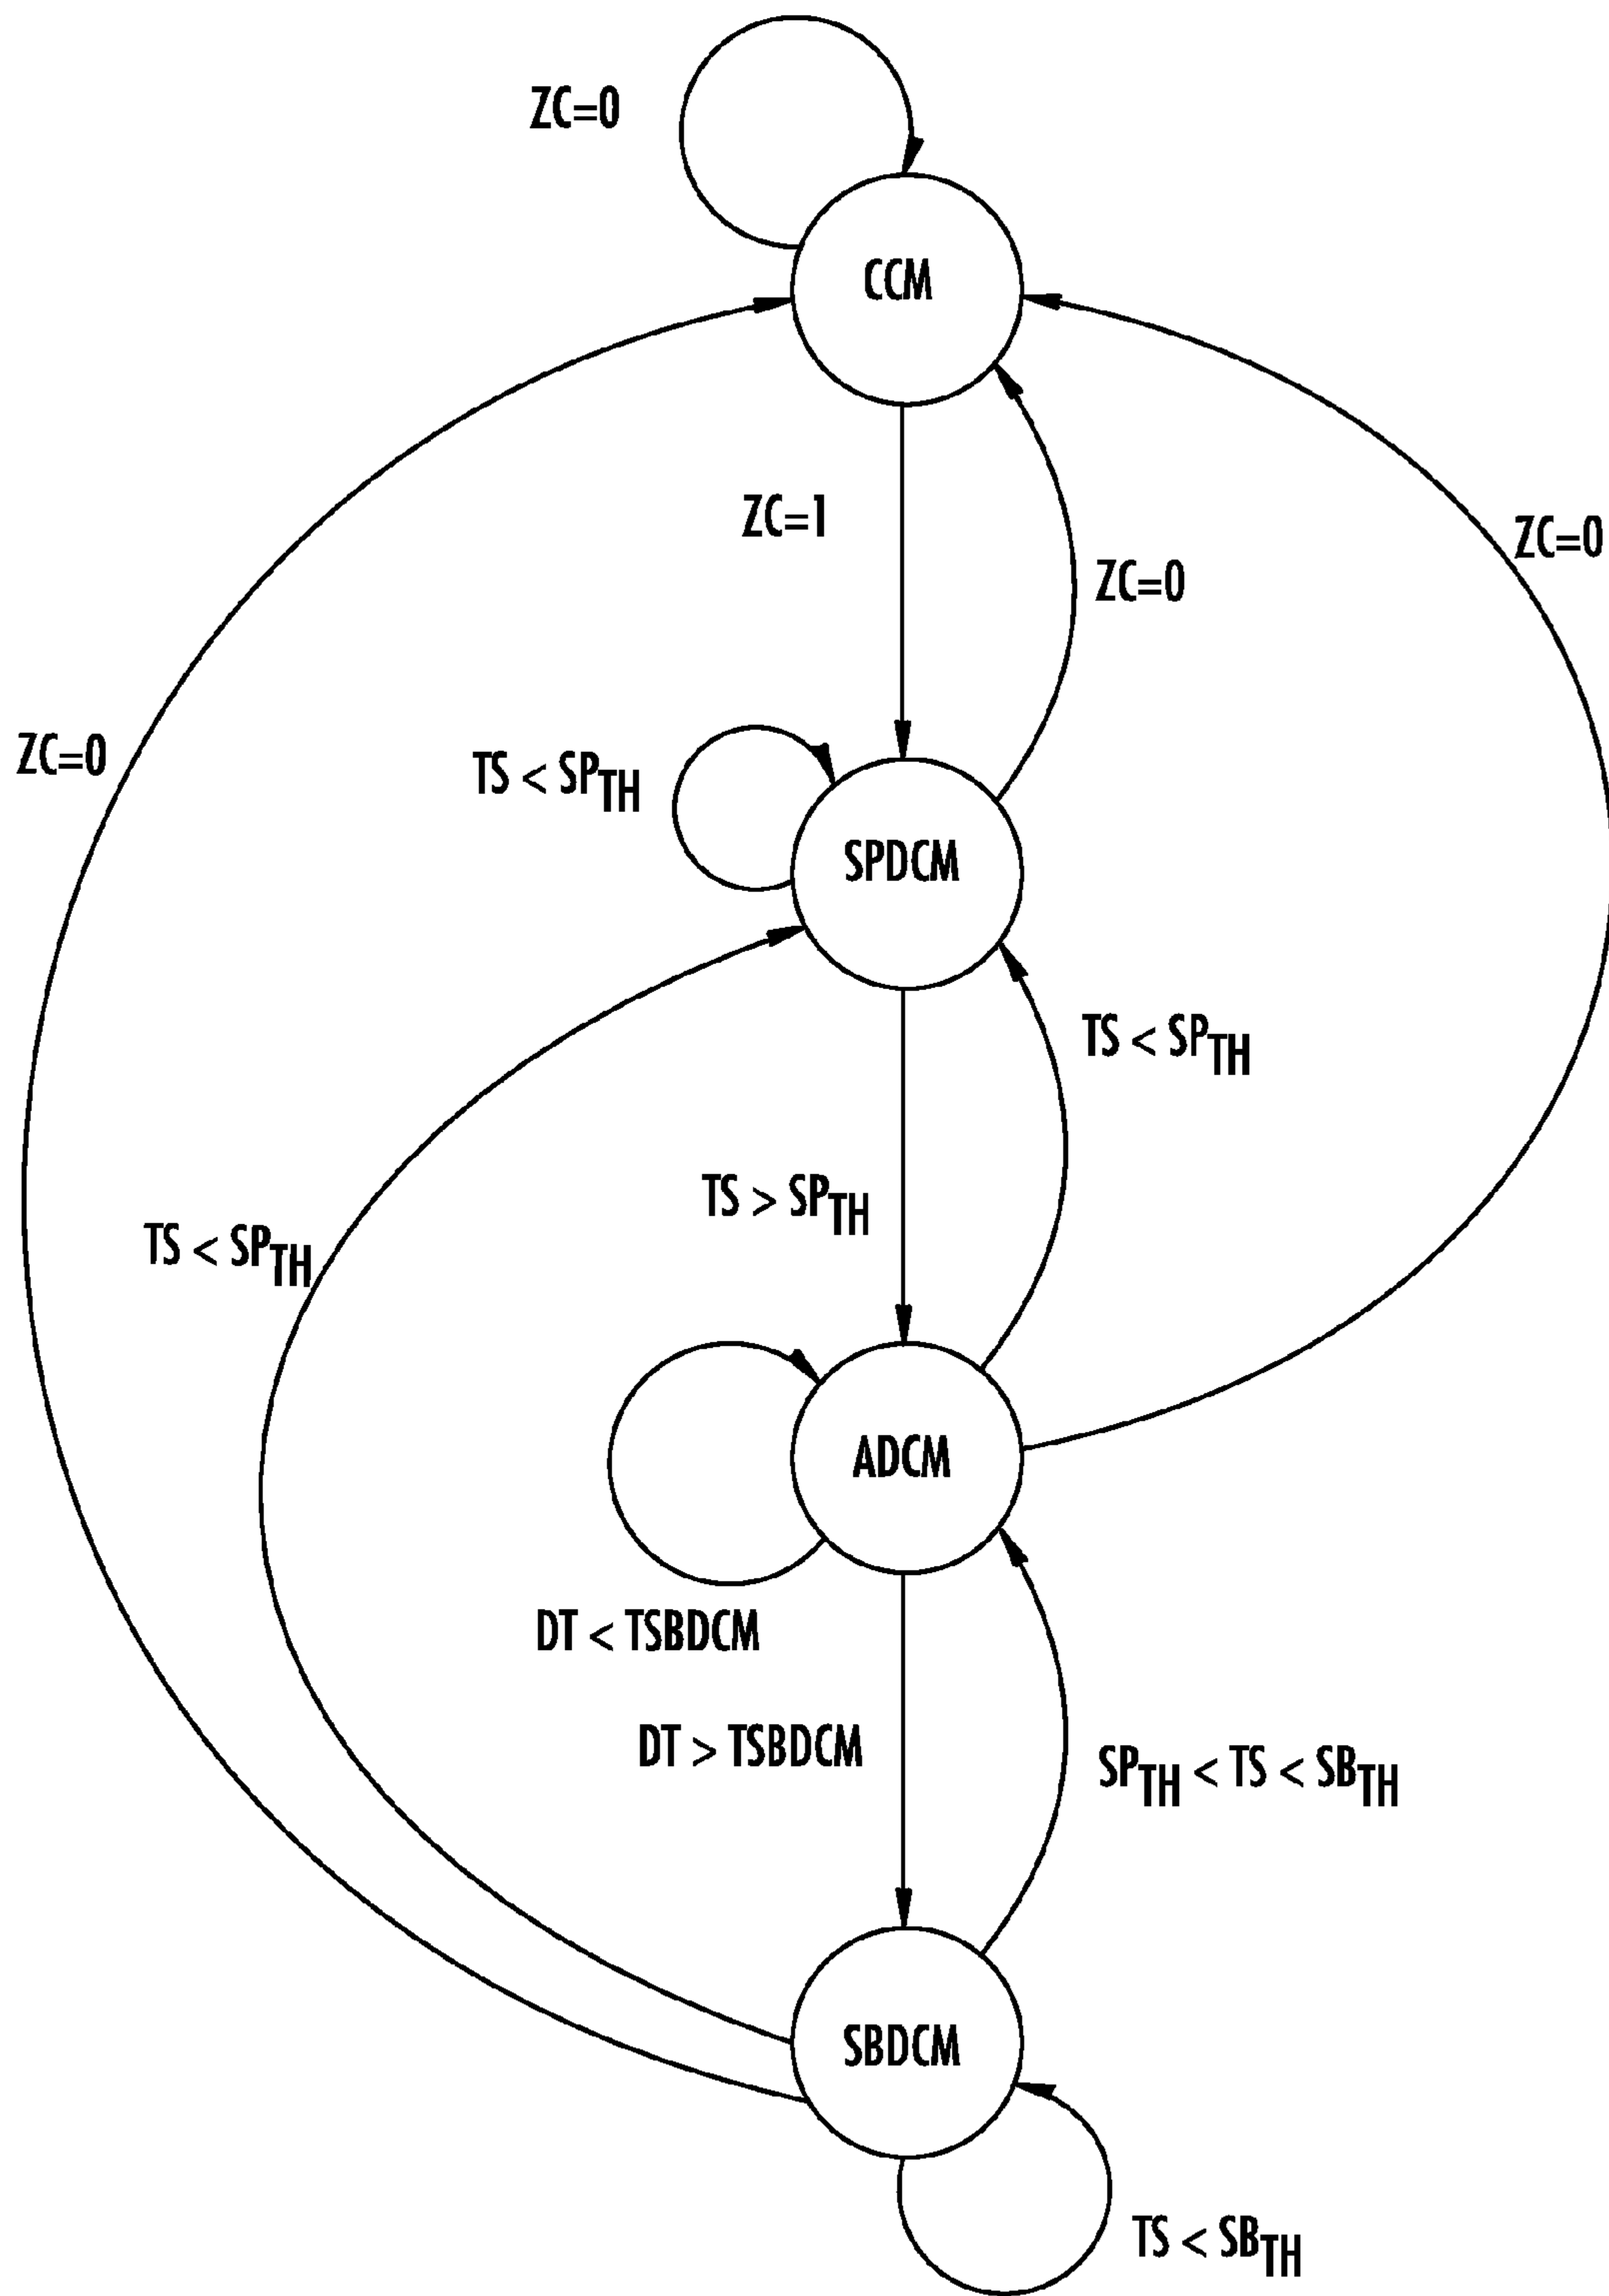 ZC=0
CCM
ZC=1
ZC=0
ZC=0
ZC=0
TS < SPTH
SPDCM
TS < SPTH
TS > SPTH
TS < SPTH
ADCM
DT < TSBDCM
DT > TSBDCM
SPTH < TS < SBTH
SBDCM
TS < SBTH